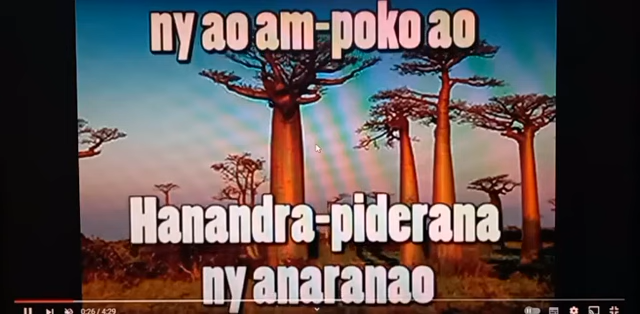 ny ao am-poko ao
Hanandra-piderana
ny anaranao
0:26 / 4:29